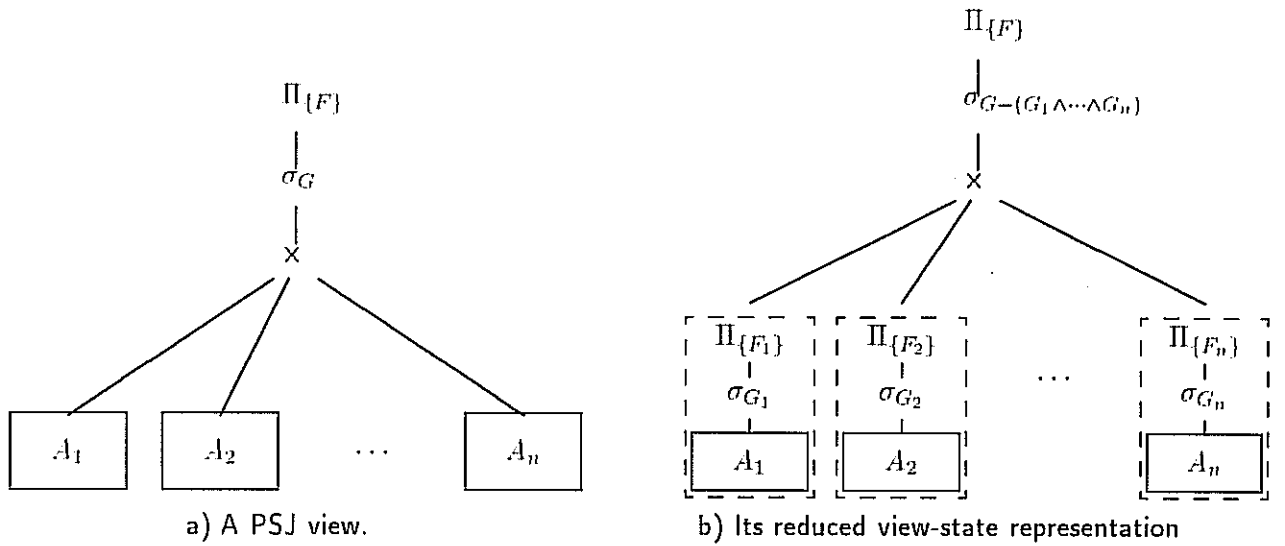 Π{F}
σG
×
A1
A2
...
An
a) A PSJ view.
Π{F}
σG−(G1∧···∧Gn)
×
Π{F1}
Π{F2}
Π{Fn}
...
σG1
σG2
σGn
A1
A2
An
b) Its reduced view-state representation